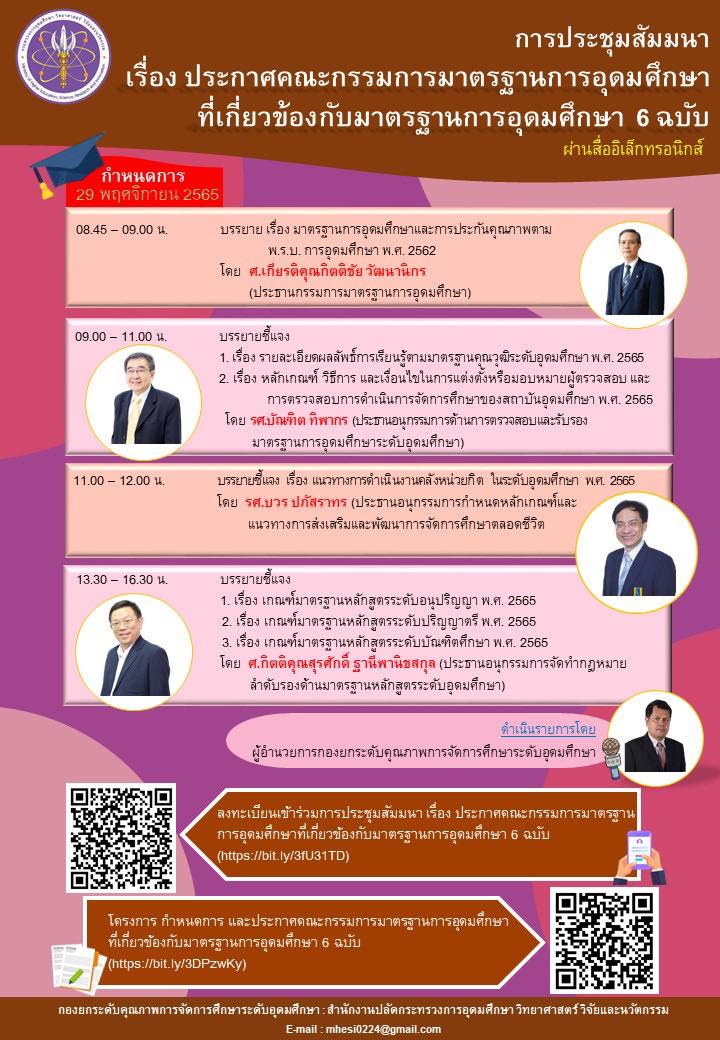 การประชุมสัมมนา
เรื่อง ประกาศคณะกรรมการมาตรฐานการอุดมศึกษา
ที่เกี่ยวข้องกับมาตรฐานการอุดมศึกษา 6 ฉบับ
ผ่านสื่ออิเล็กทรอนิกส์
กำหนดการ
29 พฤศจิกายน 2565
08.45 – 09.00 น. บรรยาย เรื่อง มาตรฐานการอุดมศึกษาและการประกันคุณภาพตาม
พ.ร.บ. การอุดมศึกษา พ.ศ. 2562
โดย ศ.เกียรติคุณกิตติชัย วัฒนานิกร
(ประธานกรรมการมาตรฐานการอุดมศึกษา)
09.00 – 11.00 น. บรรยายชี้แจง
1. เรื่อง รายละเอียดผลลัพธ์การเรียนรู้ตามมาตรฐานคุณวุฒิระดับอุดมศึกษา พ.ศ. 2565
2. เรื่อง หลักเกณฑ์ วิธีการ และเงื่อนไขในการแต่งตั้งหรือมอบหมายผู้ตรวจสอบ และ
การตรวจสอบการดำเนินการจัดการศึกษาของสถาบันอุดมศึกษา พ.ศ. 2565
โดย รศ.บัณฑิต ทิพากร (ประธานอนุกรรมการด้านการตรวจสอบและรับรอง
มาตรฐานการอุดมศึกษาระดับอุดมศึกษา)
11.00 – 12.00 น. บรรยายชี้แจง เรื่อง แนวทางการดำเนินงานคลังหน่วยกิต ในระดับอุดมศึกษา พ.ศ. 2565
โดย รศ.บวร ปภัสราทร (ประธานอนุกรรมการกำหนดหลักเกณฑ์และ
แนวทางการส่งเสริมและพัฒนาการจัดการศึกษาตลอดชีวิต
13.30 – 16.30 น. บรรยายชี้แจง
1. เรื่อง เกณฑ์มาตรฐานหลักสูตรระดับอนุปริญญา พ.ศ. 2565
2. เรื่อง เกณฑ์มาตรฐานหลักสูตรระดับปริญญาตรี พ.ศ. 2565
3. เรื่อง เกณฑ์มาตรฐานหลักสูตรระดับบัณฑิตศึกษา พ.ศ. 2565
โดย ศ.กิตติคุณสุรศักดิ์ ฐานีพานิชสกุล (ประธานอนุกรรมการจัดทำกฎหมาย
ลำดับรองด้านมาตรฐานหลักสูตรระดับอุดมศึกษา)
ดำเนินรายการโดย
ผู้อำนวยการกองยกระดับคุณภาพการจัดการศึกษาระดับอุดมศึกษา
ลงทะเบียนเข้าร่วมการประชุมสัมมนา เรื่อง ประกาศคณะกรรมการมาตรฐาน
การอุดมศึกษาที่เกี่ยวข้องกับมาตรฐานการอุดมศึกษา 6 ฉบับ
(https://bit.ly/3fU31TD)
โครงการ กำหนดการ และประกาศคณะกรรมการมาตรฐานการอุดมศึกษา
ที่เกี่ยวข้องกับมาตรฐานการอุดมศึกษา 6 ฉบับ
(https://bit.ly/3DPzwKy)
กองยกระดับคุณภาพการจัดการศึกษาระดับอุดมศึกษา : สำนักงานปลัดกระทรวงการอุดมศึกษา วิทยาศาสตร์ วิจัยและนวัตกรรม
E-mail : mhesi0224@gmail.com